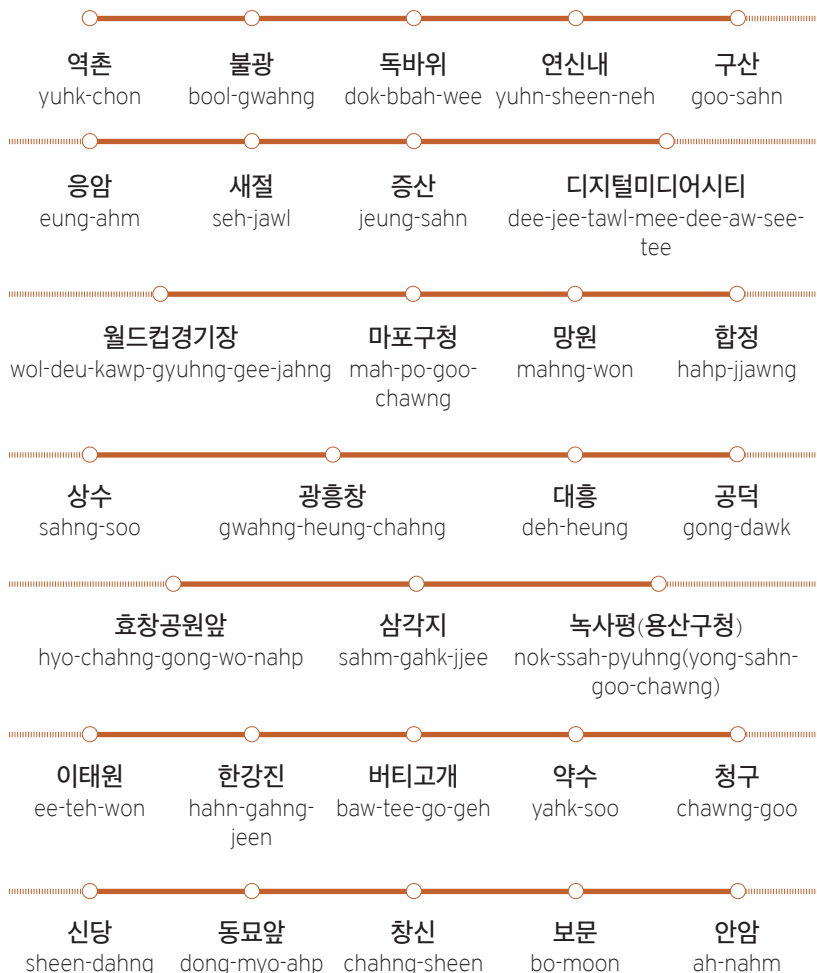 역촌 불광 독바위 연신내 구산
yuhk-chon bool-gwahng dok-bbah-wee yuhn-sheen-neh goo-sahn
응암 새절 증산 디지털미디어시티
eung-ahm seh-jawl jeung-sahn dee-jee-tawl-mee-dee-aw-see-
tee
월드컵경기장 마포구청 망원 합정
wol-deu-kawp-gyuhng-gee-jahng mah-po-goo- mahng-won hahp-jjawng
chawng
상수 광흥창 대흥 공덕
sahng-soo gwahng-heung-chahng deh-heung gong-dawk
효창공원앞 삼각지 녹사평(용산구청)
hyo-chahng-gong-wo-nahp sahm-gahk-jjee nok-ssah-pyuhng(yong-sahn-
goo-chawng)
이태원 한강진 버티고개 약수 청구
ee-teh-won hahn-gahng- baw-tee-go-geh yahk-soo chawng-goo
jeen
신당 동묘앞 창신 보문 안암
sheen-dahng dong-myo-ahp chahng-sheen bo-moon ah-nahm